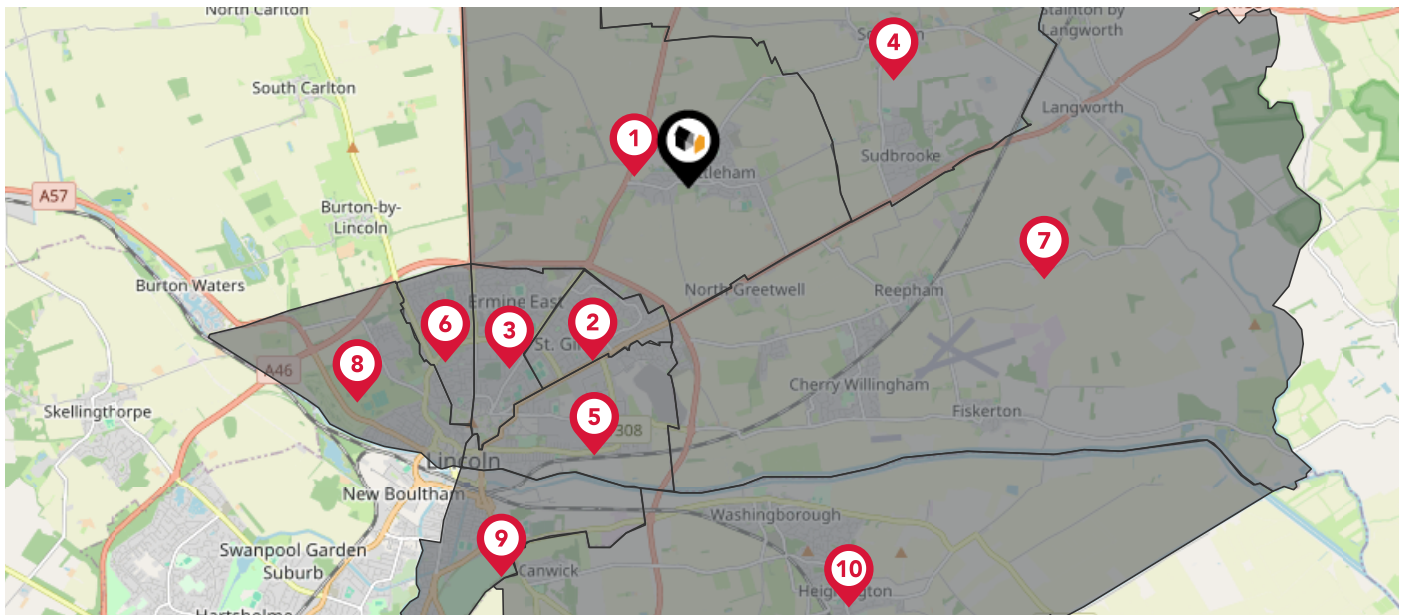 North Carlton
Stainton by
Langworth
4
South Carlton
Langworth
1
Sudbrooke
A57
Burton-by-
Lincoln
7
Burton Waters
North Greetwell
Reepham
Ermine East
6
3
2
8
A46
Cherry Willingham
Skellingthorpe
5
Fiskerton
308
Lincoln
New Boultham
Washingborough
9
Swanpool Garden
Suburb
Canwick
10
Hartsholme